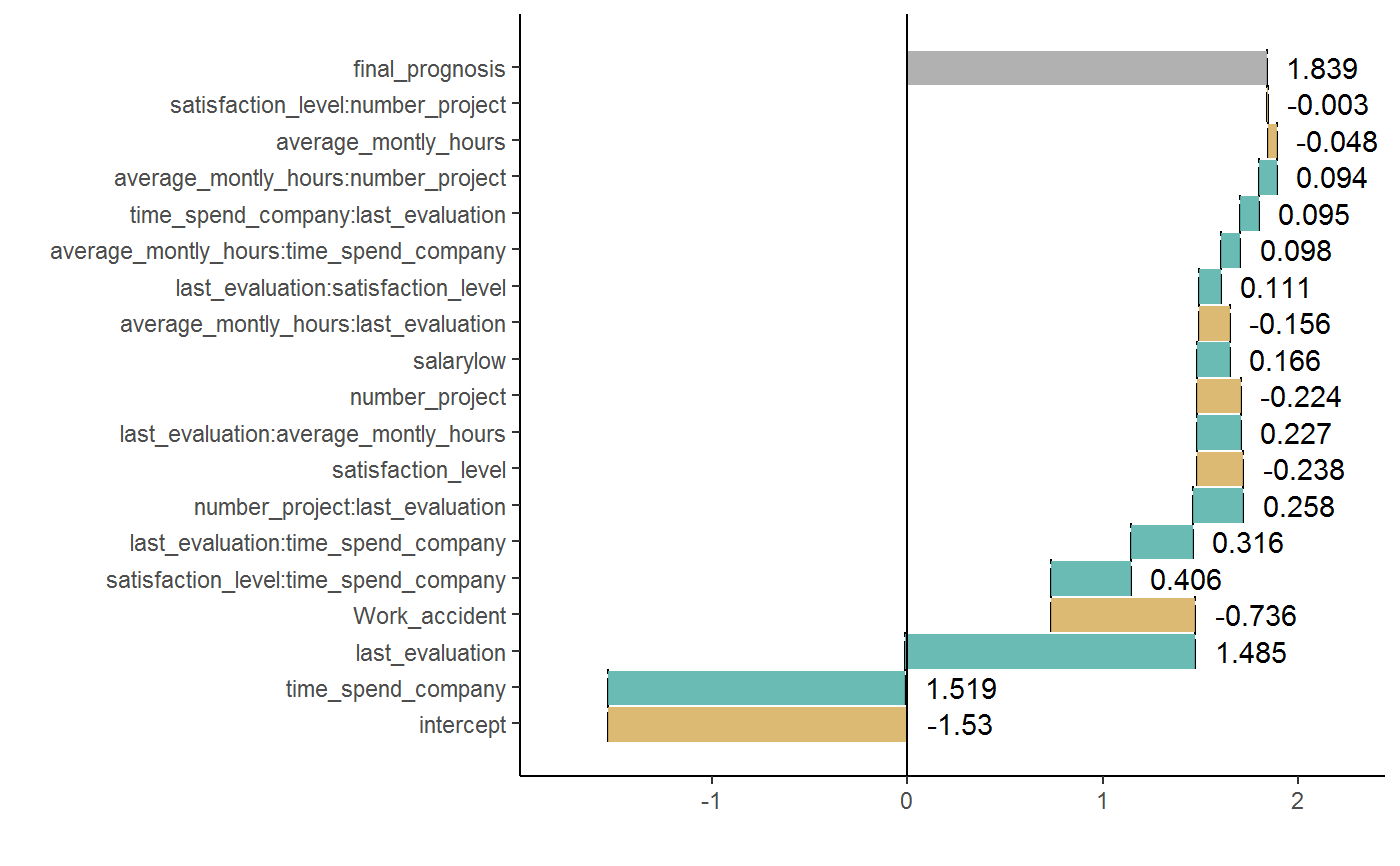 final_prognosis 1.839
satisfaction_level:number_project -0.003
average_montly_hours -0.048
average_montly_hours:number_project 0.094
time_spend_company:last_evaluation 0.095
average_montly_hours:time_spend_company 0.098
last_evaluation:satisfaction_level 0.111
average_montly_hours:last_evaluation -0.156
salarylow 0.166
number_project -0.224
last_evaluation:average_montly_hours 0.227
satisfaction_level -0.238
number_project:last_evaluation 0.258
last_evaluation:time_spend_company 0.316
satisfaction_level:time_spend_company 0.406
Work_accident -0.736
last_evaluation 1.485
time_spend_company 1.519
intercept -1.53
-1 0 1 2